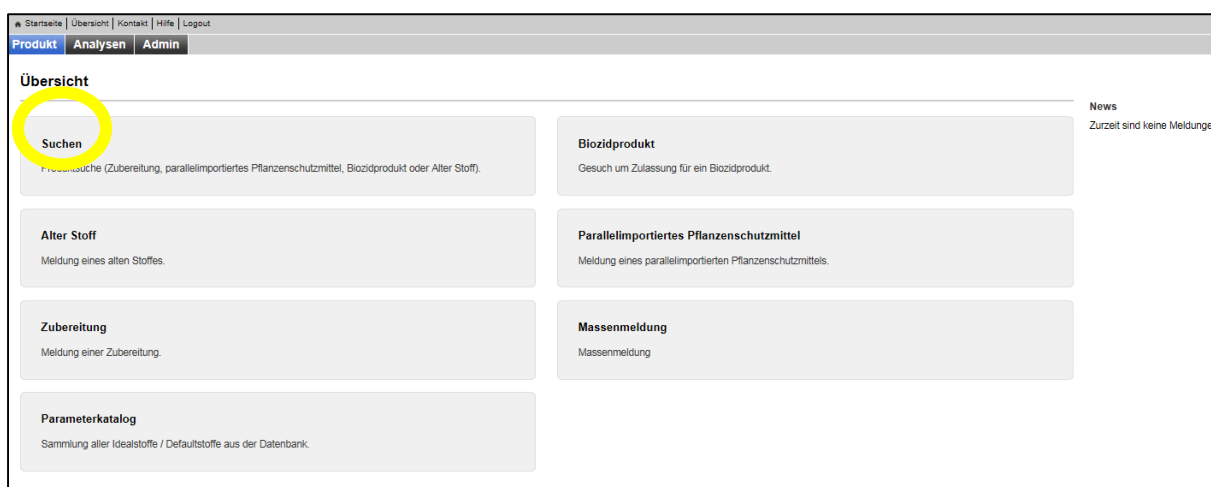 Startseite | Übersicht | Kontakt | Hilfe | Logout
Produkt Analysen Admin
Übersicht
News
Zurzeit sind keine
Suchen
(Zubereitung, parallelimportiertes Pflanzenschutzmittel, Biozidprodukt oder Alter Stoff).
Biozidprodukt
Gesuch um Zulassung für ein Biozidprodukt.
Alter Stoff
Meldung eines alten Stoffes.
Parallelimportiertes Pflanzenschutzmittel
Meldung eines parallelimportierten Pflanzenschutzmittels.
Zubereitung
Meldung einer Zubereitung.
Massenmeldung
Massenmeldung
Parameterkatalog
Sammlung aller Idealstoffe / Defaultstoffe aus der Datenbank.